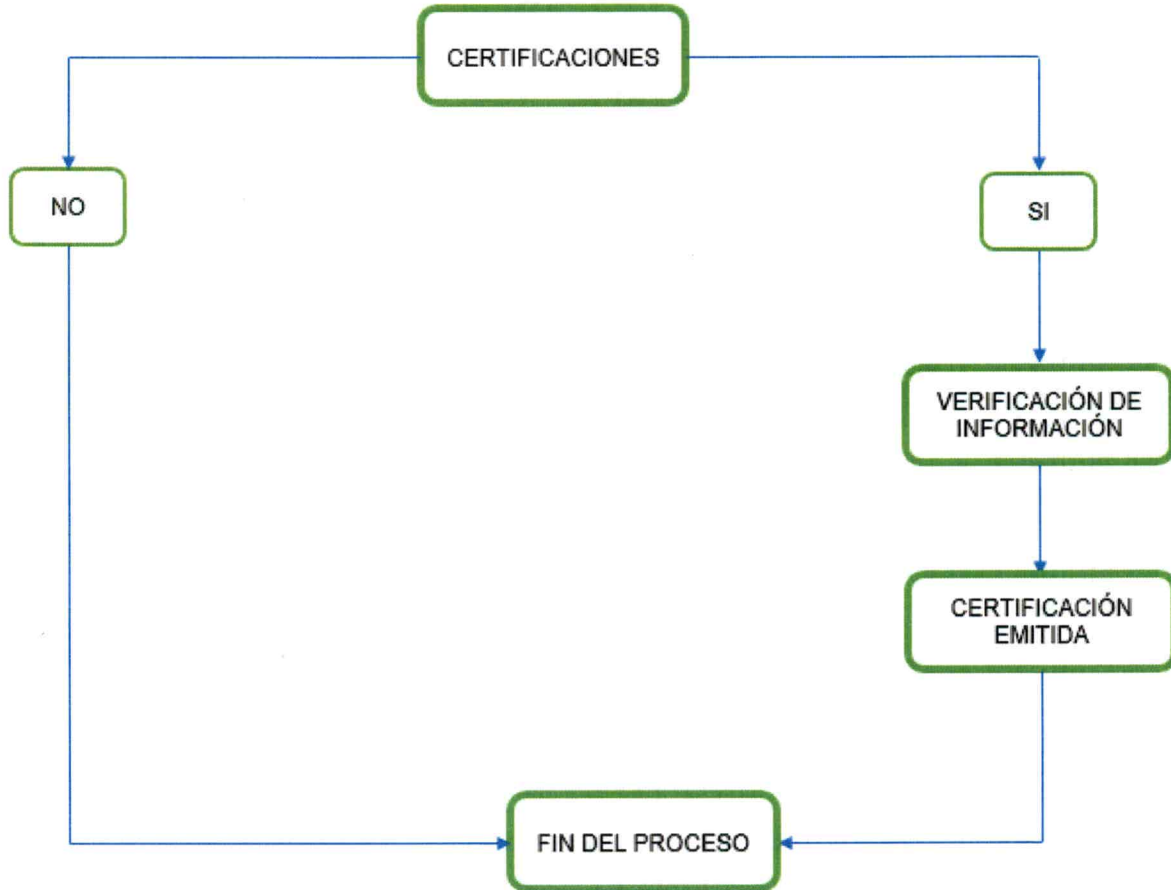 CERTIFICACIONES
NO
SI
VERIFICACIÓN DE
INFORMACIÓN
CERTIFICACIÓN
EMITIDA
FIN DEL PROCESO